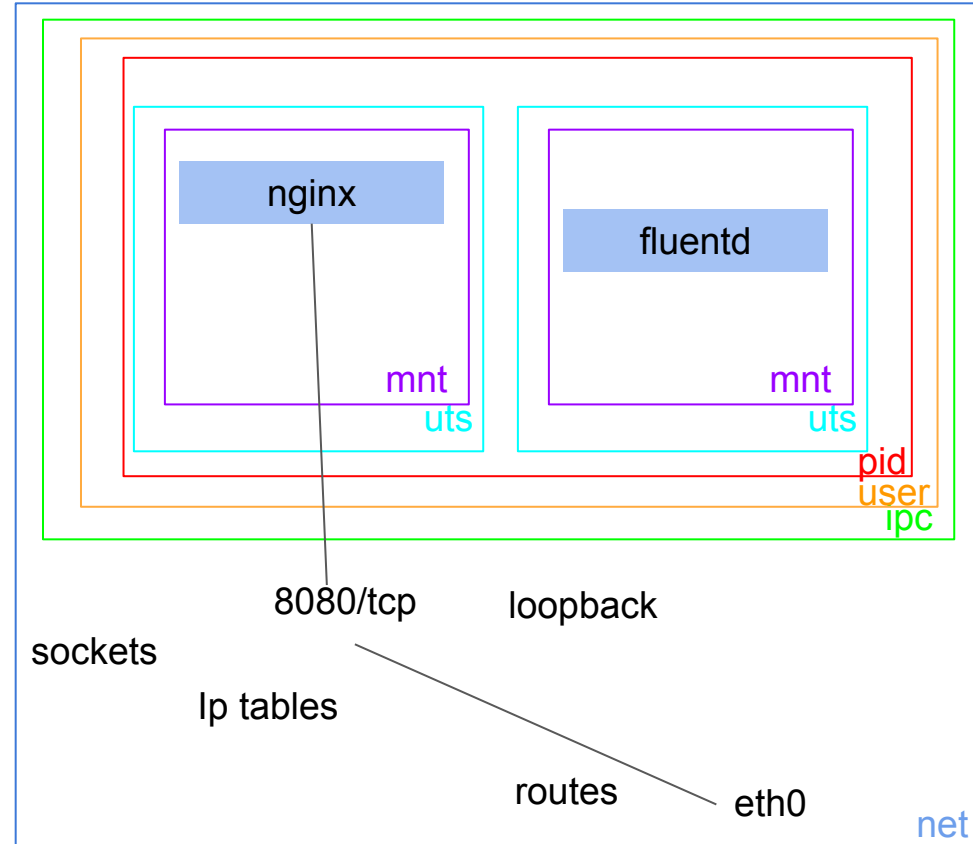 nginx
fluentd
mnt
mnt
uts
uts
pid
user
ipc
8080/tcp
loopback
sockets
Ip tables
routes
eth0
net